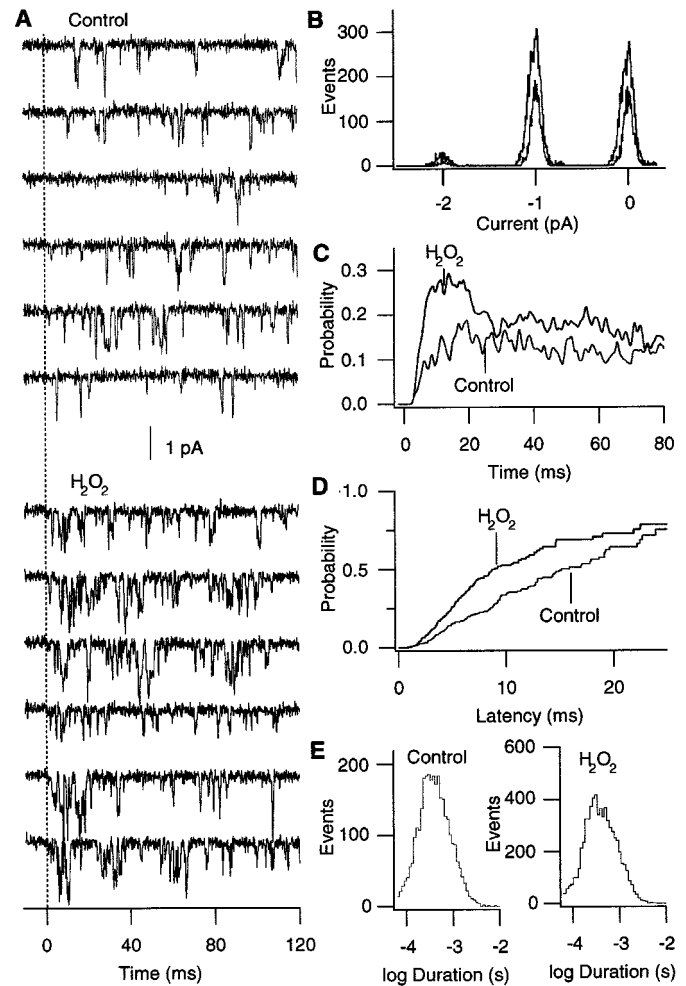 A Control
1 pA
H2O2
0 40 80 120
Time (ms)
B
300
200
100
0
Events
-2 -1 0
Current (pA)
C
H2O2
0.3
0.2
0.1
0.0
Probability
Control
0 20 40 60 80
Time (ms)
D
1.0
0.5
0.0
Probability
H2O2
Control
0 10 20
Latency (ms)
E
Control
200
100
0
Events
-4 -3 -2
log Duration (s)
H2O2
600
400
200
0
Events
-4 -3 -2
log Duration (s)